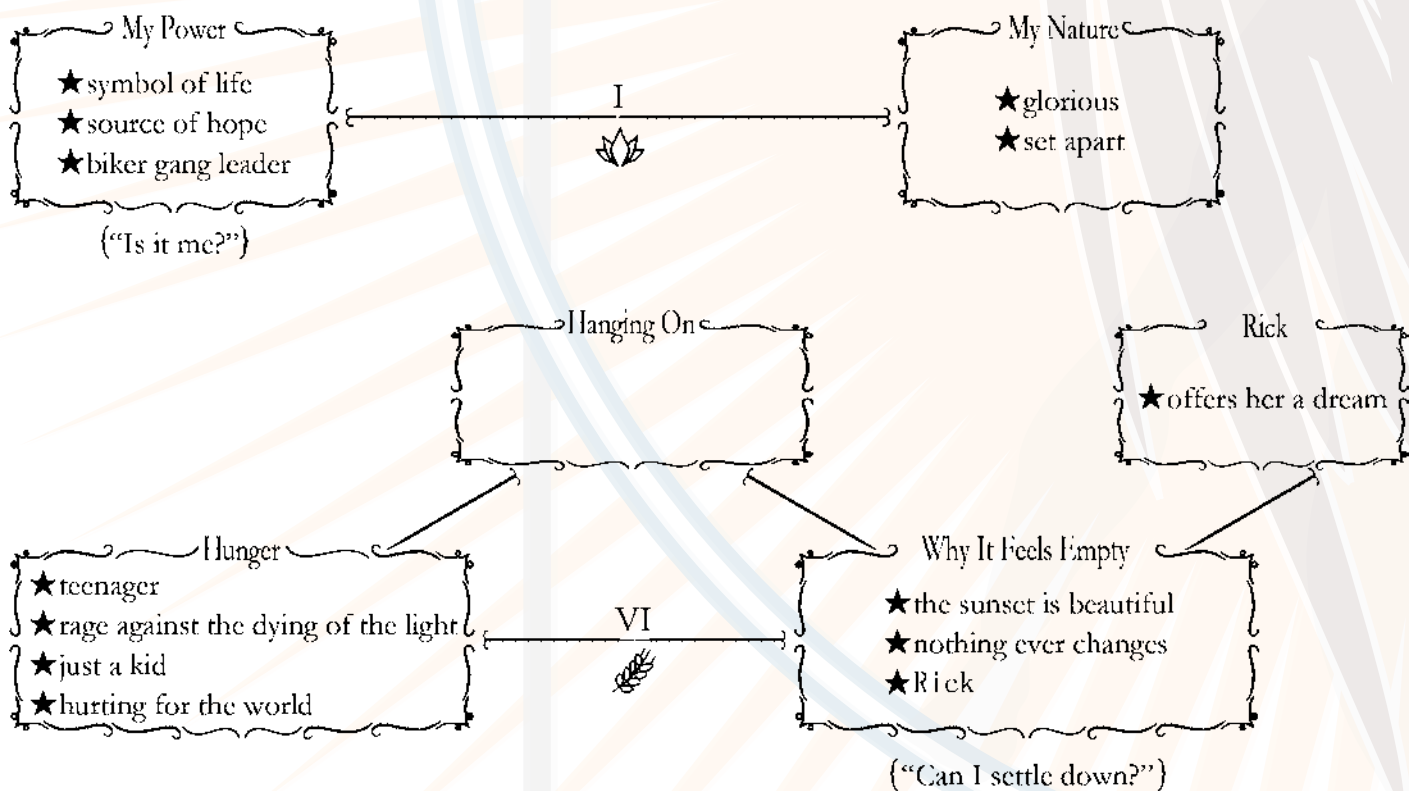 My Power
★symbol of life
★source of hope
★biker gang leader
("Is it me?")
I
My Nature
★glorious
★set apart
Hanging On
Rick
★offers her a dream
Hunger
★teenager
★rage against the dying of the light
★just a kid
★hurting for the world
VI
Why It Feels Empty
★the sunset is beautiful
★nothing ever changes
★Rick
("Can I settle down?")